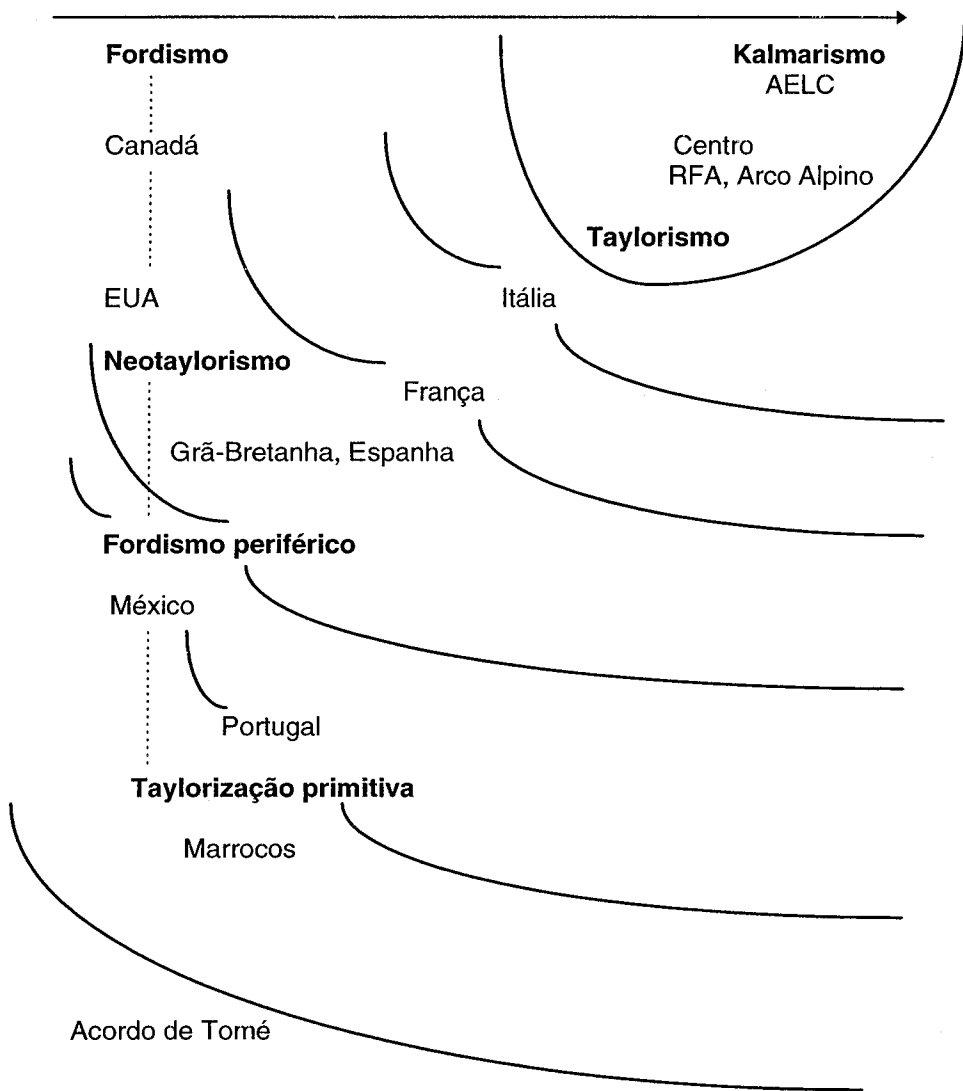 Fordismo
Kalmarismo
AELC
Canadá
Centro
RFA, Arco Alpino
Taylorismo
EUA
Itália
Neotaylorismo
França
Grã-Bretanha, Espanha
Fordismo periférico
México
Portugal
Taylorização primitiva
Marrocos
Acordo de Tomé